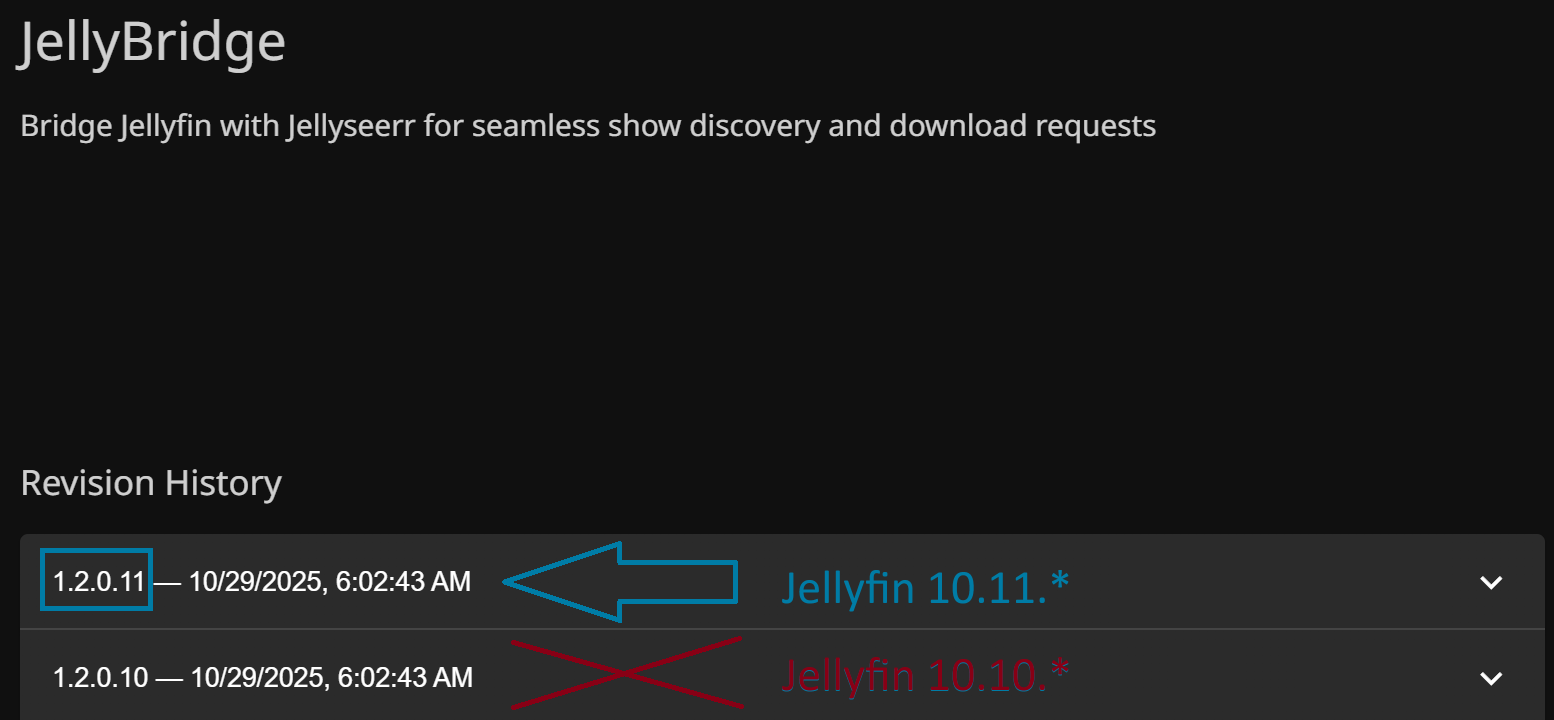 JellyBridge
Bridge Jellyfin with Jellyseerr for seamless show discovery and download requests
Revision History
1.2.0.11 — 10/29/2025, 6:02:43 AM Jellyfin 10.11.*
1.2.0.10 — 10/29/2025, 6:02:43 AM Jellyfin 10.10.*